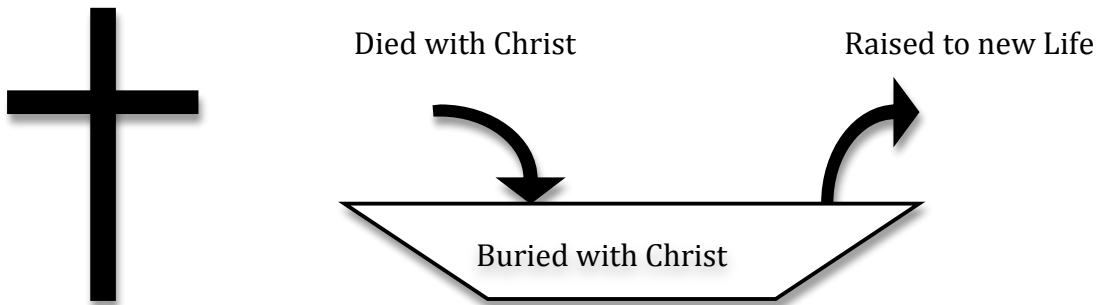 Died with Christ
Raised to new Life
Buried with Christ